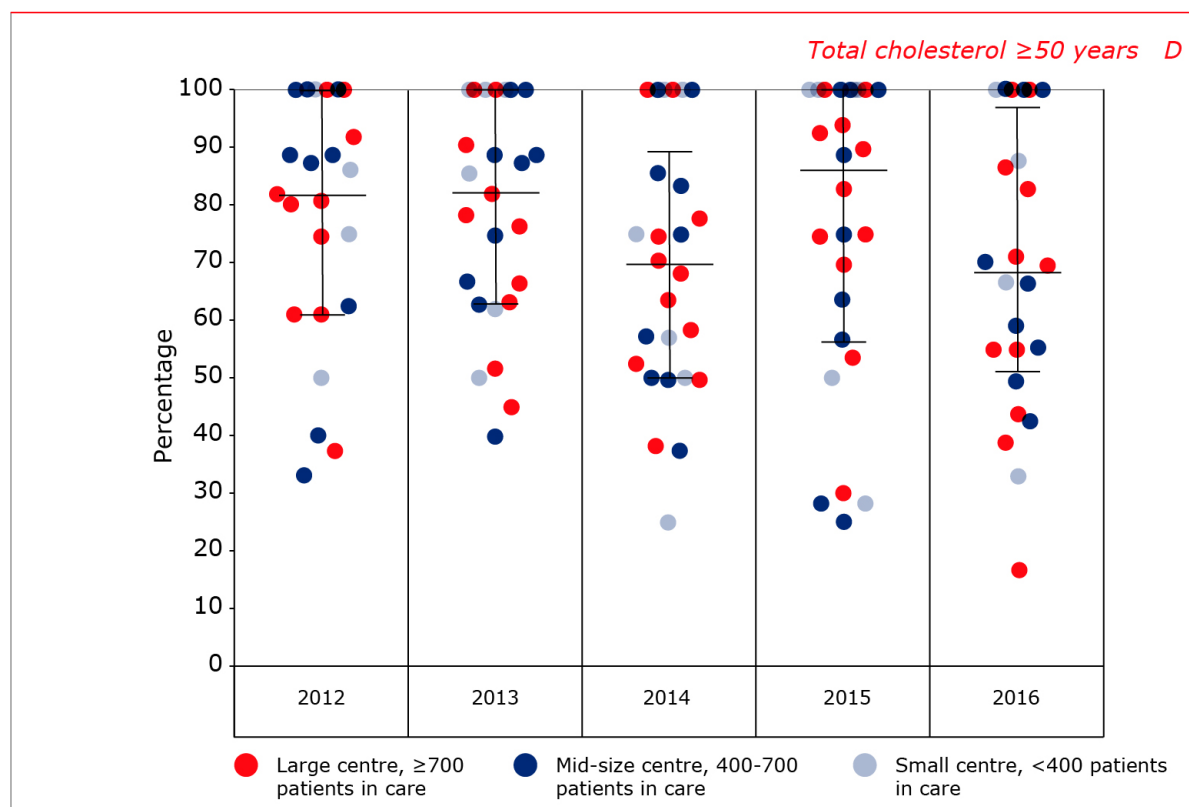 Total cholesterol ≥50 years D
Percentage
100
90
80
70
60
50
40
30
20
10
0
2012 2013 2014 2015 2016
Large centre, ≥700
patients in care
Mid-size centre, 400-700
patients in care
Small centre, <400 patients
in care